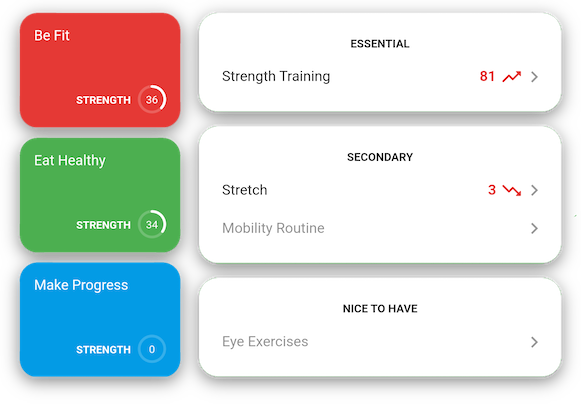 Be Fit
STRENGTH 36
Eat Healthy
STRENGTH 34
Make Progress
STRENGTH 0
ESSENTIAL
Strength Training 81
SECONDARY
Stretch 3
Mobility Routine
NICE TO HAVE
Eye Exercises